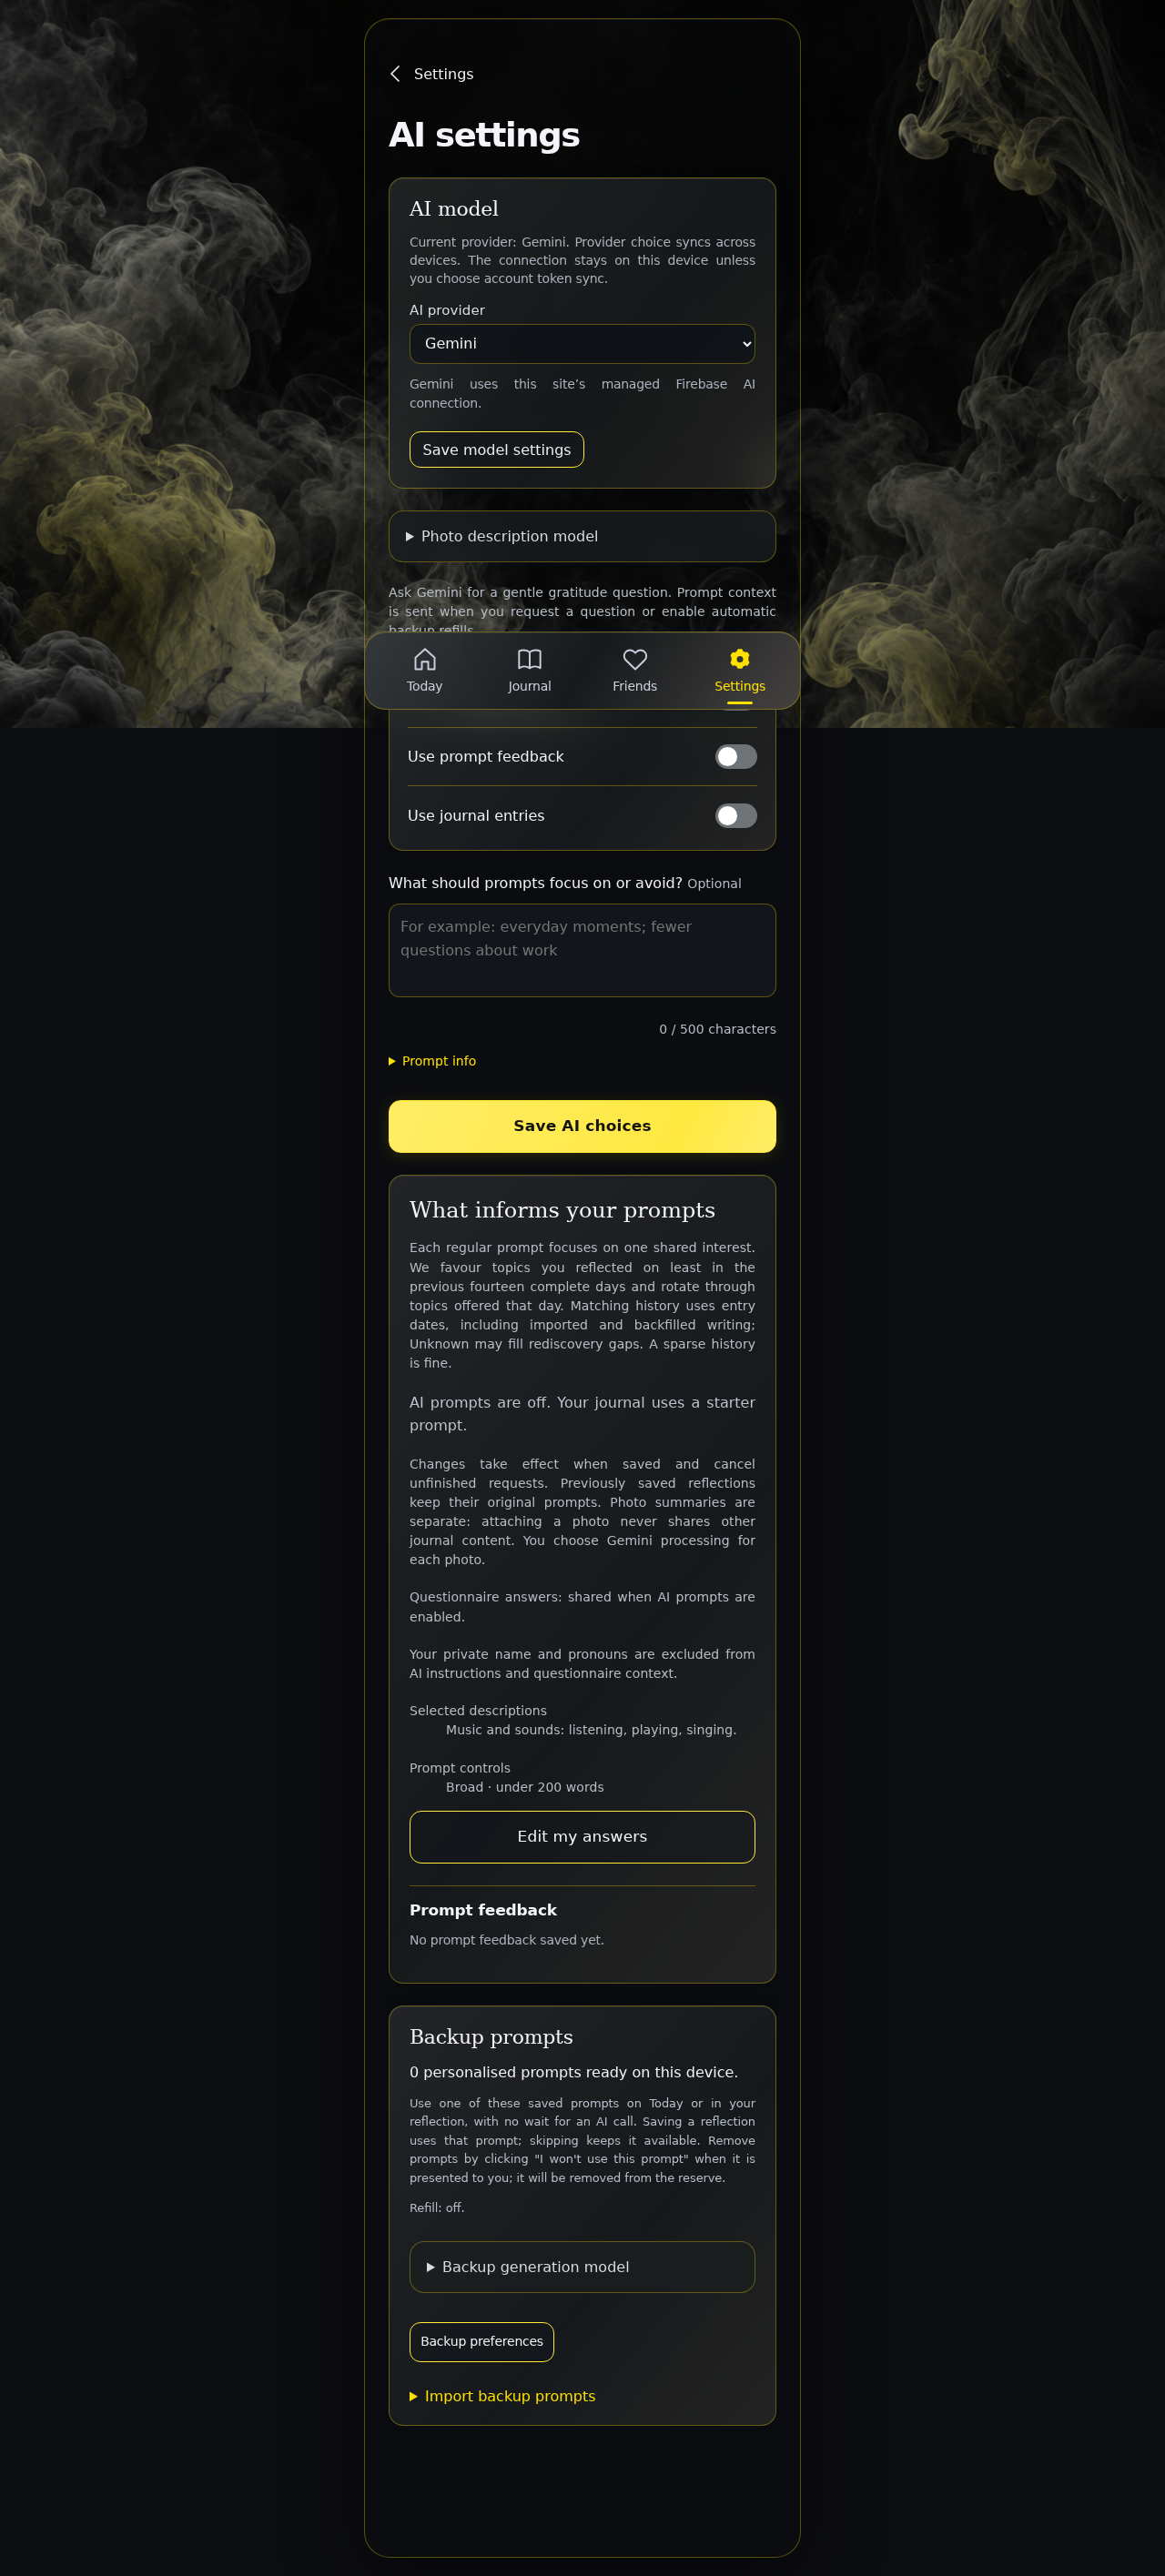 Settings
AI settings
AI model
Current provider: Gemini. Provider choice syncs across
devices. The connection stays on this device unless
you choose account token sync.
AI provider
Gemini
Gemini uses this site’s managed Firebase AI
connection.
Save model settings
Photo description model
Ask Gemini for a gentle gratitude question. Prompt context
is sent when you request a question or enable automatic
backup refills.
Today
Journal
Friends
Settings
Use prompt feedback
Use journal entries
What should prompts focus on or avoid? Optional
For example: everyday moments; fewer
questions about work
0 / 500 characters
Prompt info
Save AI choices
What informs your prompts
Each regular prompt focuses on one shared interest.
We favour topics you reflected on least in the
previous fourteen complete days and rotate through
topics offered that day. Matching history uses entry
dates, including imported and backfilled writing;
Unknown may fill rediscovery gaps. A sparse history
is fine.
AI prompts are off. Your journal uses a starter
prompt.
Changes take effect when saved and cancel
unfinished requests. Previously saved reflections
keep their original prompts. Photo summaries are
separate: attaching a photo never shares other
journal content. You choose Gemini processing for
each photo.
Questionnaire answers: shared when AI prompts are
enabled.
Your private name and pronouns are excluded from
AI instructions and questionnaire context.
Selected descriptions
Music and sounds: listening, playing, singing.
Prompt controls
Broad · under 200 words
Edit my answers
Prompt feedback
No prompt feedback saved yet.
Backup prompts
0 personalised prompts ready on this device.
Use one of these saved prompts on Today or in your
reflection, with no wait for an AI call. Saving a reflection
uses that prompt; skipping keeps it available. Remove
prompts by clicking "I won't use this prompt" when it is
presented to you; it will be removed from the reserve.
Refill: off.
Backup generation model
Backup preferences
Import backup prompts